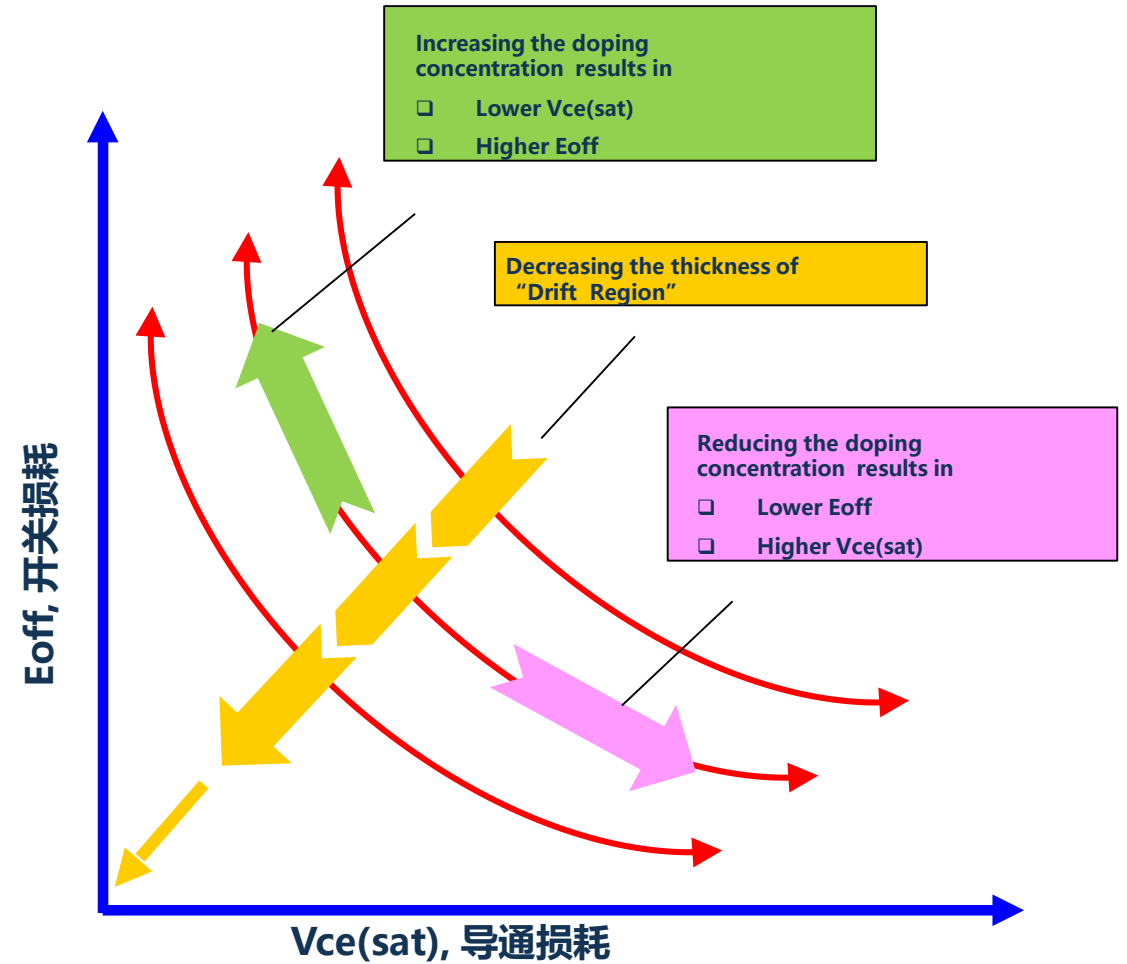 Increasing the doping
concentration results in
❑ Lower Vce(sat)
❑ Higher Eoff
Decreasing the thickness of
“Drift Region”
Reducing the doping
concentration results in
❑ Lower Eoff
❑ Higher Vce(sat)
Eoff, 开关损耗
Vce(sat), 导通损耗